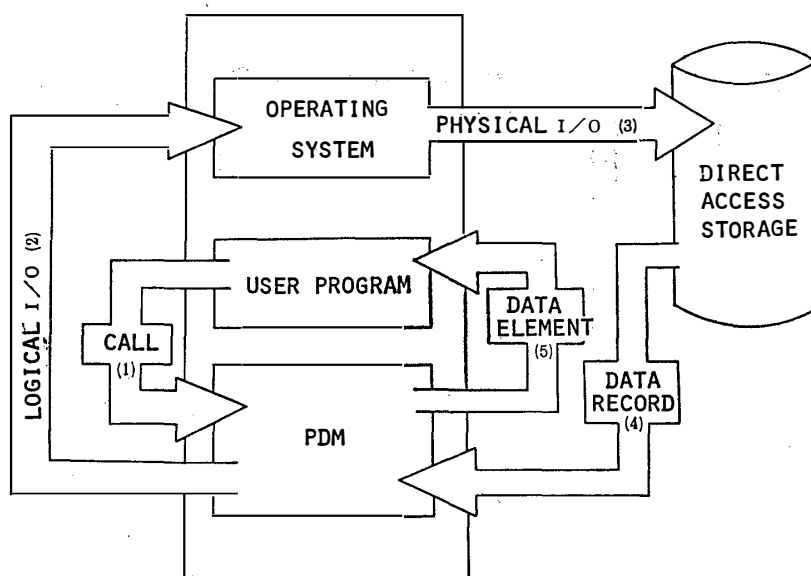 OPERATING
SYSTEM
PHYSICAL I/O (3)
DIRECT
ACCESS
STORAGE
LOGICAL I/O (2)
USER PROGRAM
CALL
(1)
DATA
ELEMENT
(5)
PDM
DATA
RECORD
(4)